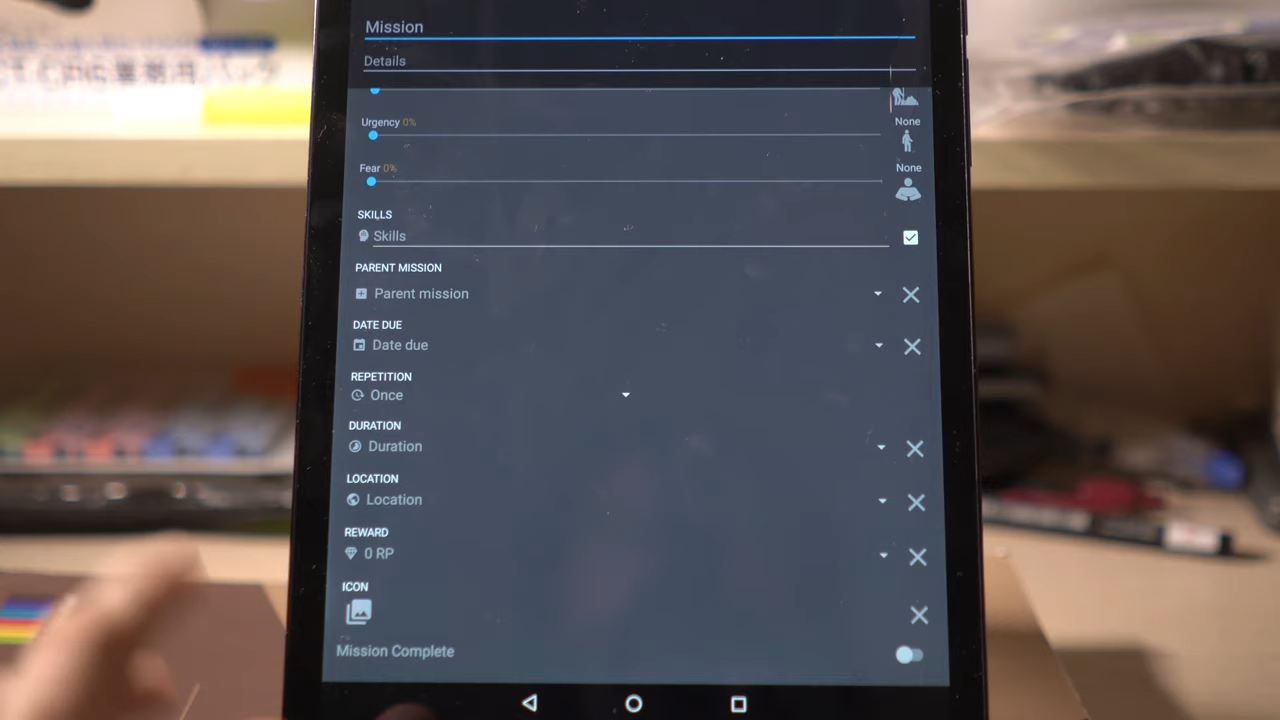 Mission
Details
Urgency 0%
None
Fear 0%
None
SKILLS
Skills
PARENT MISSION
Parent mission
DATE DUE
Date due
REPETITION
Once
DURATION
Duration
LOCATION
Location
REWARD
0 RP
ICON
Mission Complete